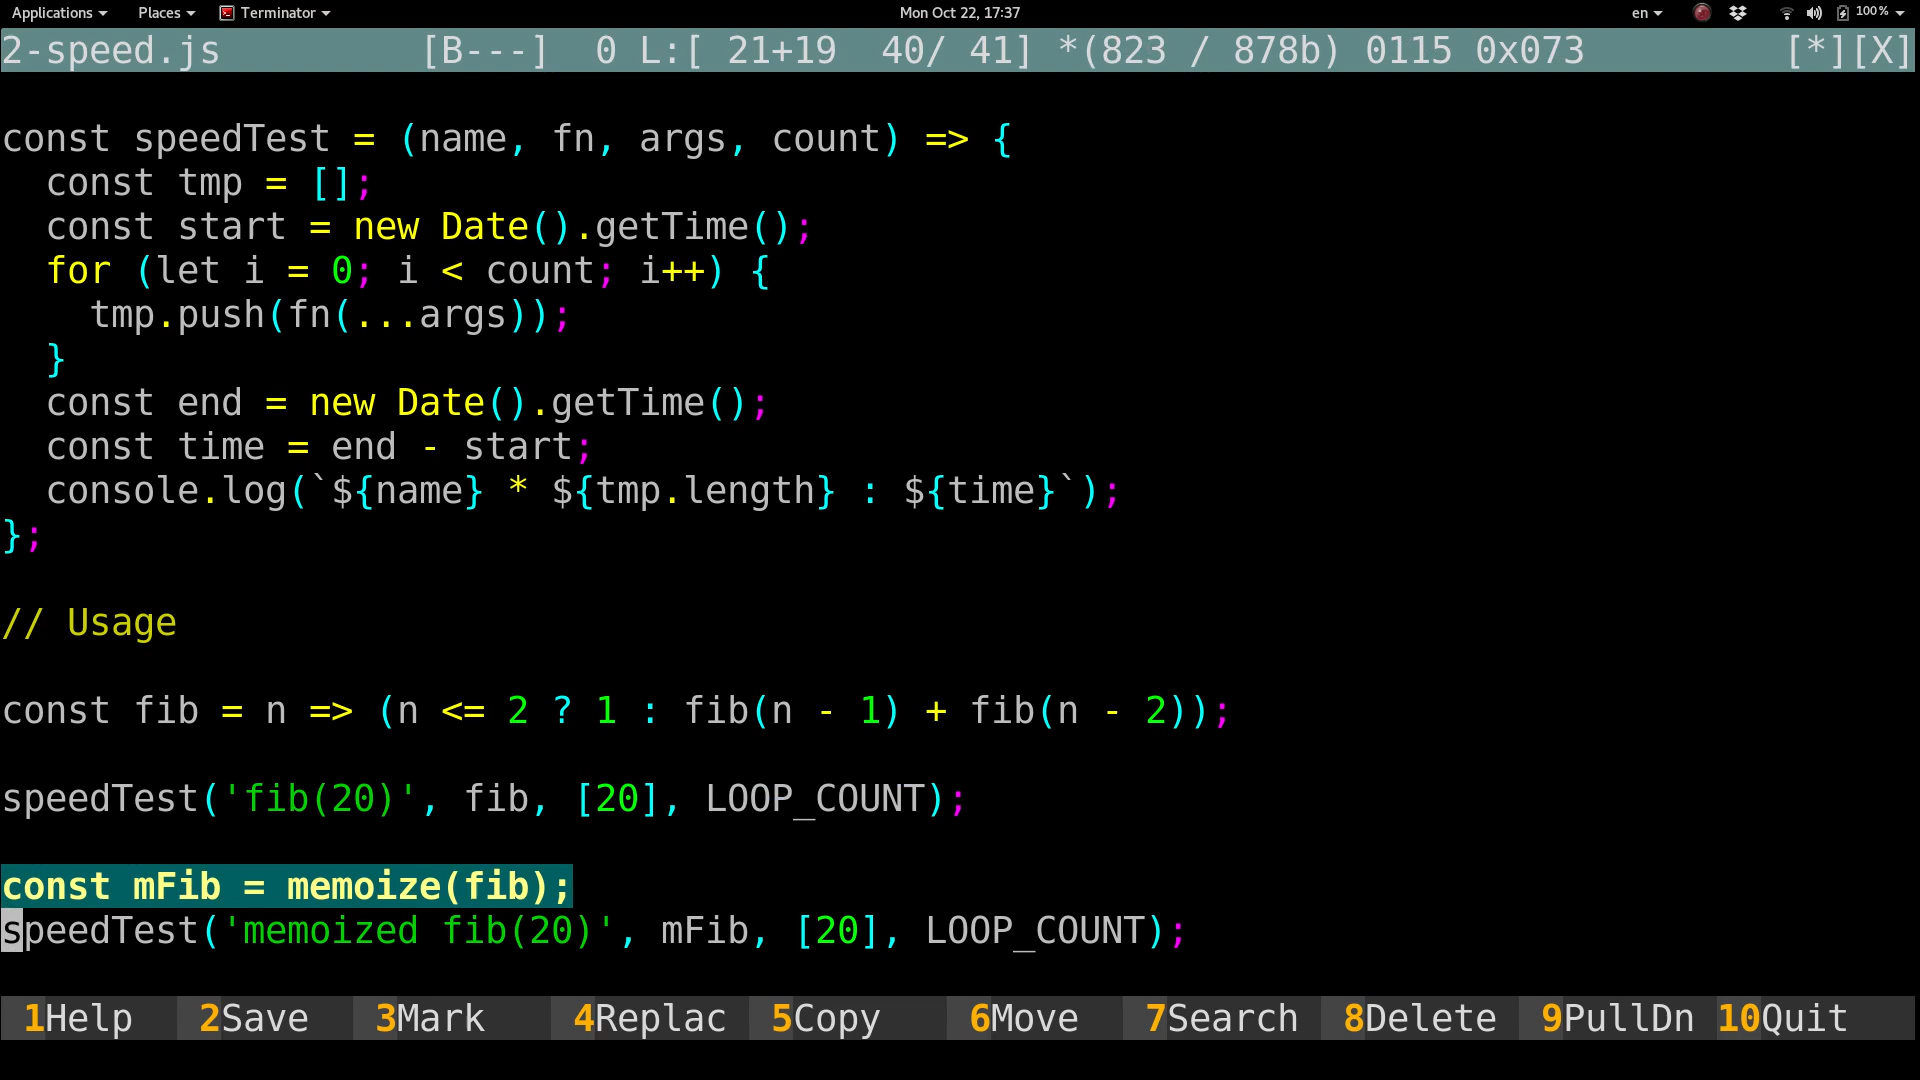 Applications Places Terminator Mon Oct 22, 17:37 en 100%
2-speed.js [B---] 0 L:[ 21+19 40/ 41] *(823 / 878b) 0115 0x073 [*][X]
const speedTest = (name, fn, args, count) => {
  const tmp = [];
  const start = new Date().getTime();
  for (let i = 0; i < count; i++) {
    tmp.push(fn(...args));
  }
  const end = new Date().getTime();
  const time = end - start;
  console.log(`${name} * ${tmp.length} : ${time}`);
};
// Usage
const fib = n => (n <= 2 ? 1 : fib(n - 1) + fib(n - 2));
speedTest('fib(20)', fib, [20], LOOP_COUNT);
const mFib = memoize(fib);
speedTest('memoized fib(20)', mFib, [20], LOOP_COUNT);
1Help 2Save 3Mark 4Replac 5Copy 6Move 7Search 8Delete 9PullDn 10Quit